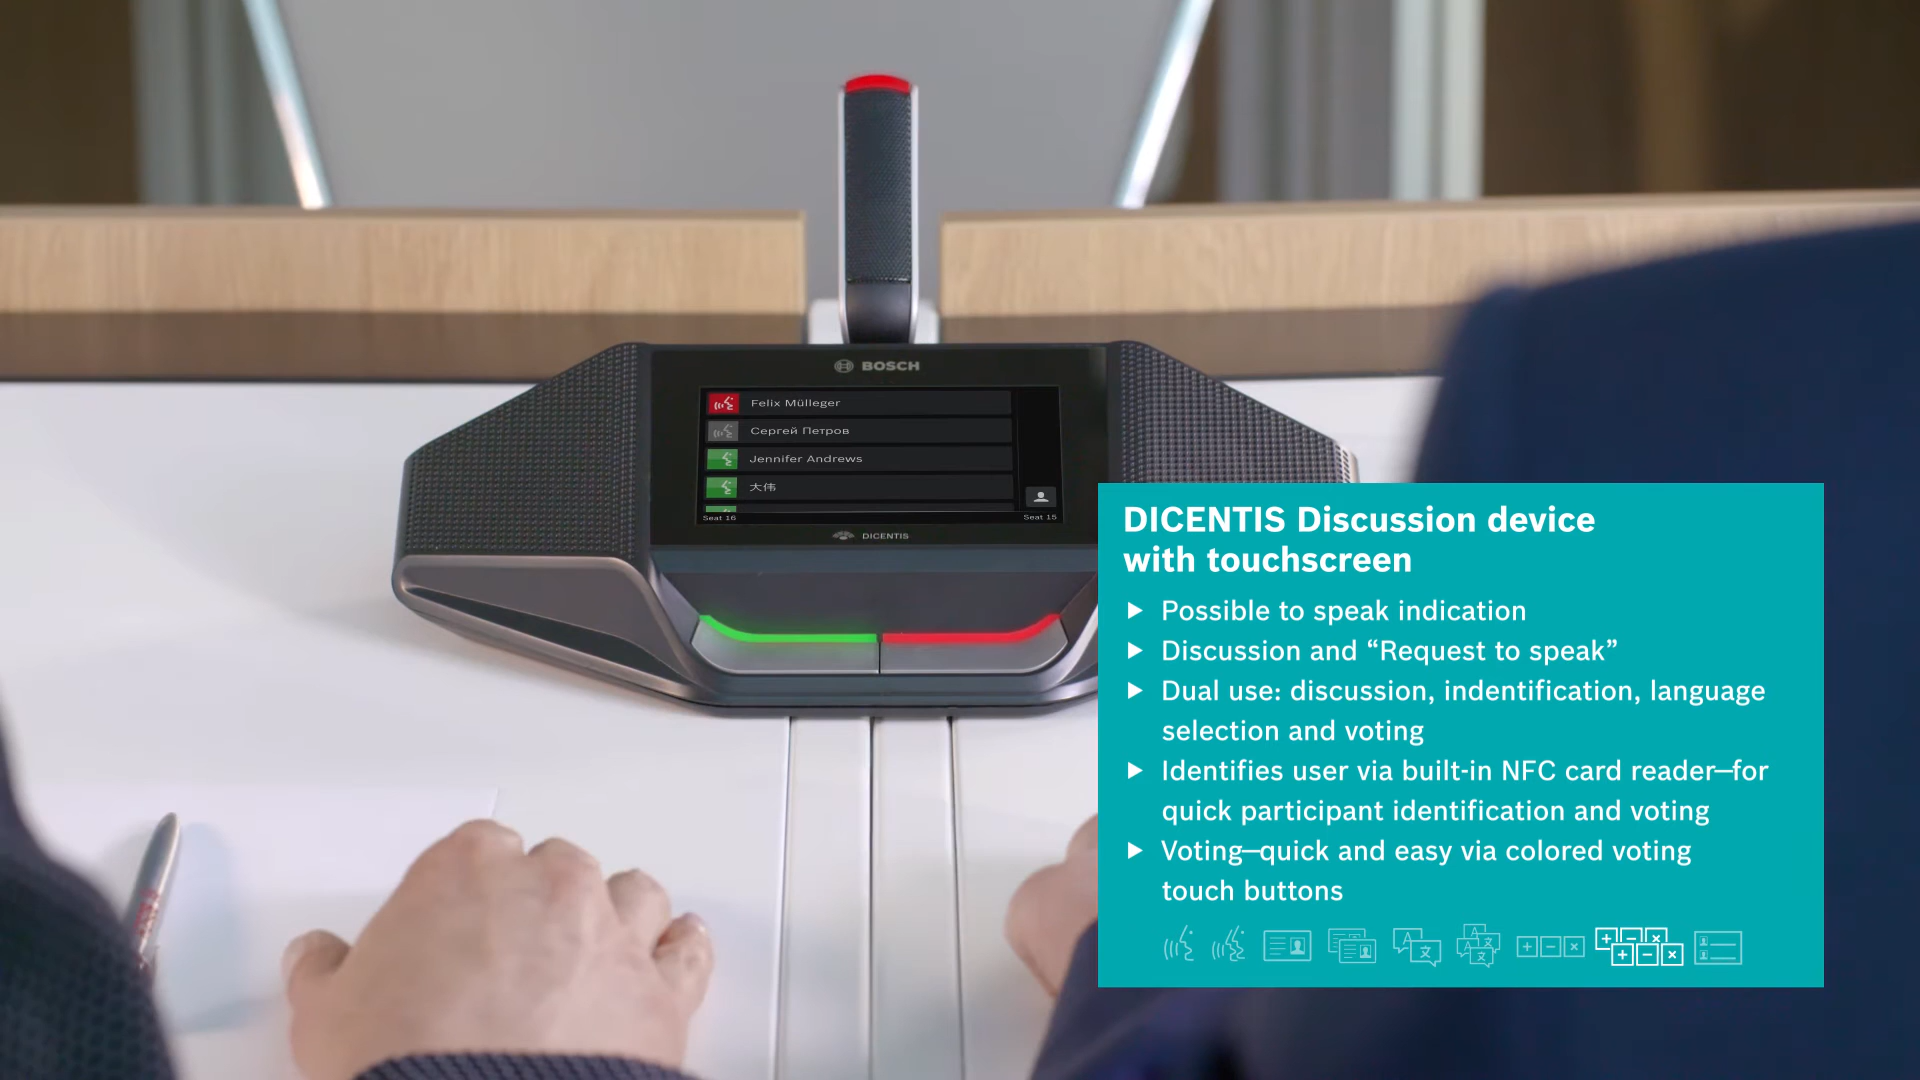 BOSCH
Felix Mülleger
Сергей Петров
Jennifer Andrews
大伟
Seat 16
Seat 15
DICENTIS
DICENTIS Discussion device
with touchscreen
Possible to speak indication
Discussion and “Request to speak”
Dual use: discussion, indentification, language
selection and voting
Identifies user via built-in NFC card reader—for
quick participant identification and voting
Voting—quick and easy via colored voting
touch buttons